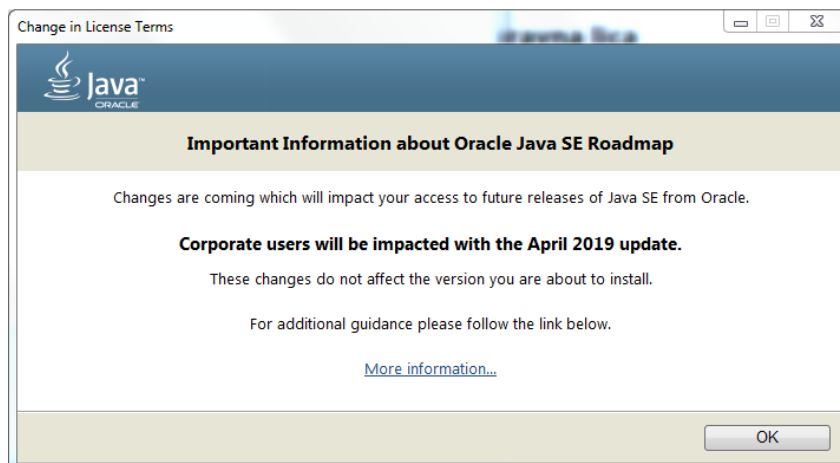 Change in License Terms
Java
ORACLE
Important Information about Oracle Java SE Roadmap
Changes are coming which will impact your access to future releases of Java SE from Oracle.
Corporate users will be impacted with the April 2019 update.
These changes do not affect the version you are about to install.
For additional guidance please follow the link below.
More information...
OK